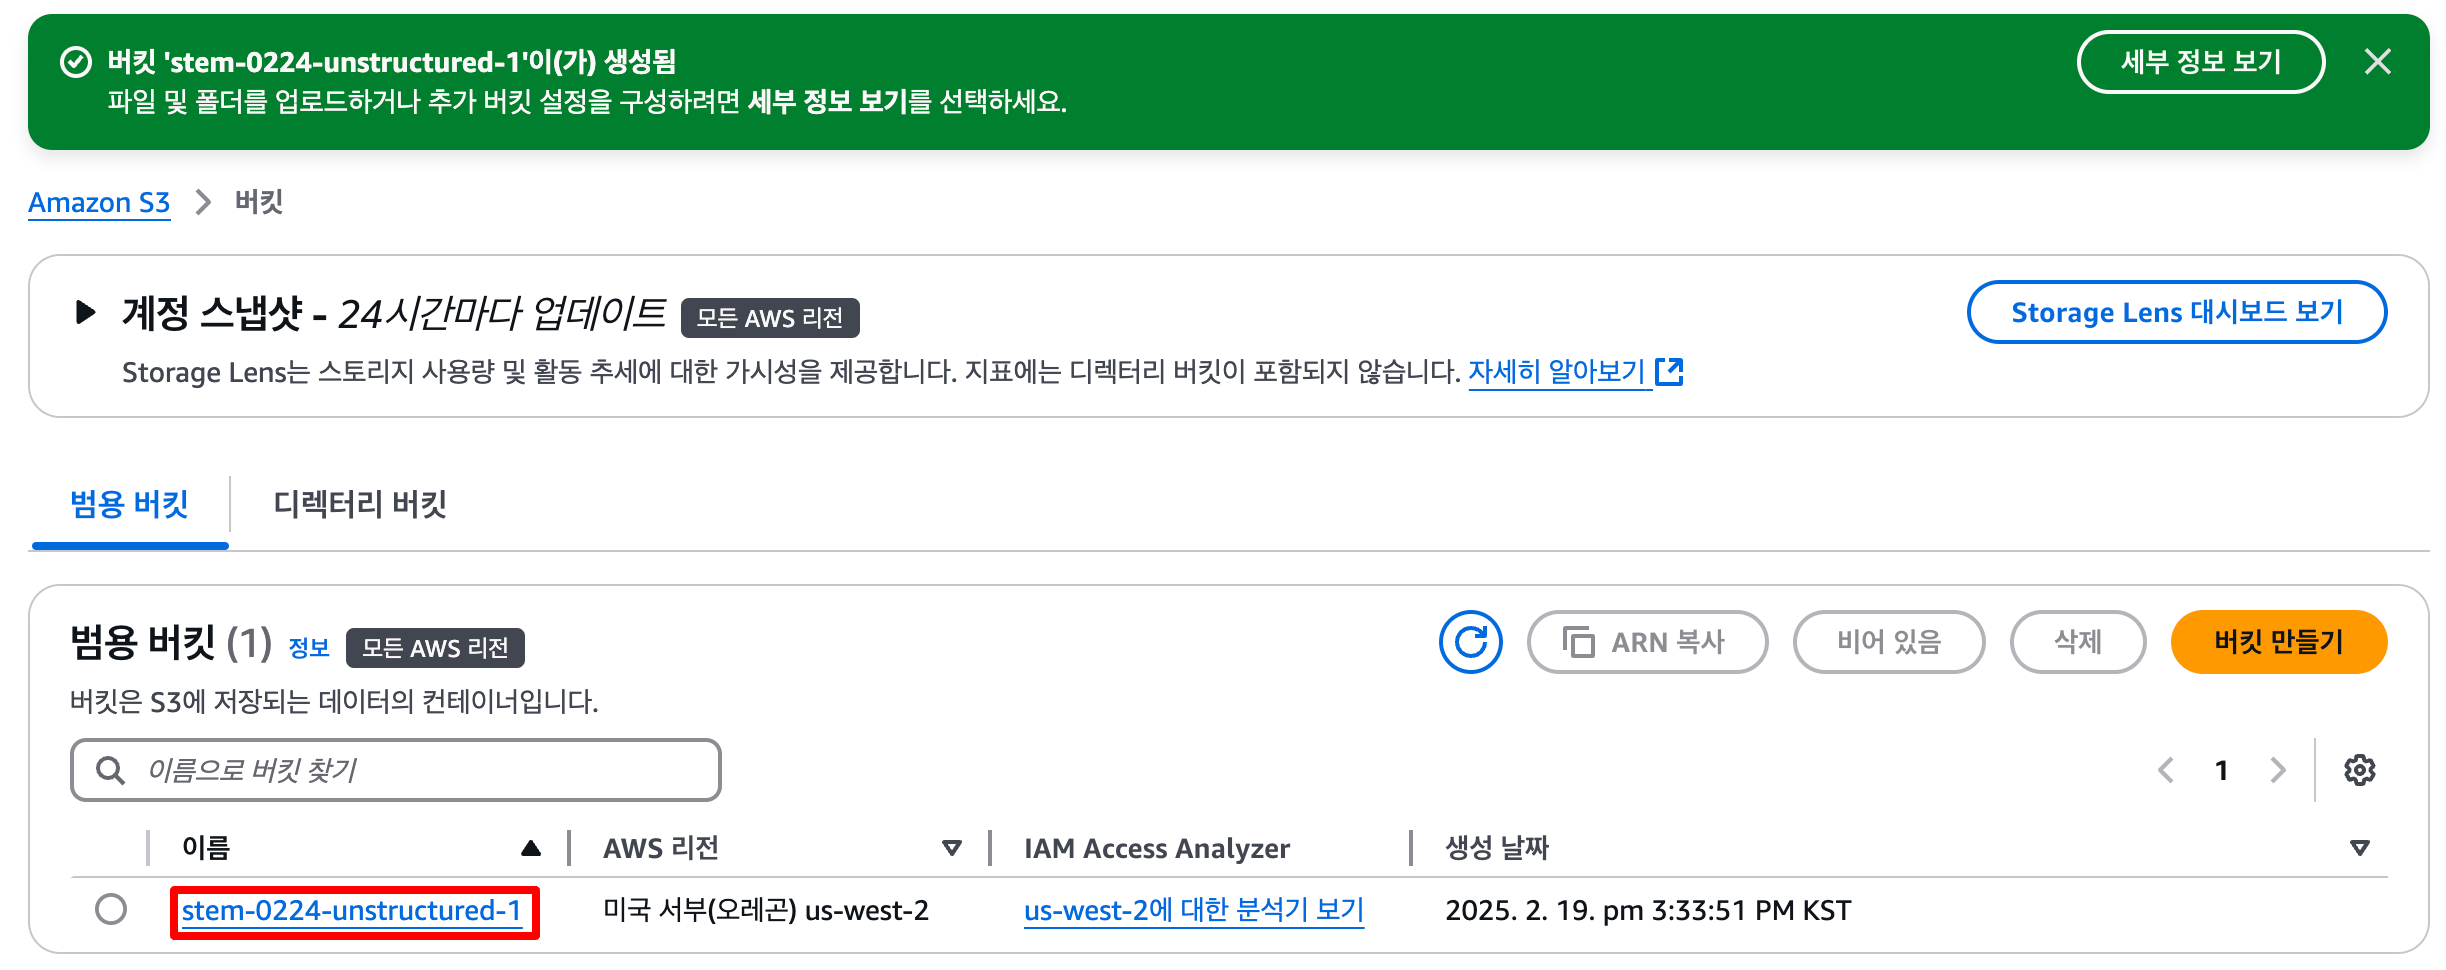 버킷 'stem-0224-unstructured-1'이(가) 생성됨
파일 및 폴더를 업로드하거나 추가 버킷 설정을 구성하려면 세부 정보 보기를 선택하세요.
세부 정보 보기
Amazon S3 버킷
계정 스냅샷 - 24시간마다 업데이트 모든 AWS 리전
Storage Lens 대시보드 보기
Storage Lens는 스토리지 사용량 및 활동 추세에 대한 가시성을 제공합니다. 지표에는 디렉터리 버킷이 포함되지 않습니다. 자세히 알아보기
범용 버킷 디렉터리 버킷
범용 버킷 (1) 정보 모든 AWS 리전
ARN 복사 비어 있음 삭제 버킷 만들기
버킷은 S3에 저장되는 데이터의 컨테이너입니다.
이름으로 버킷 찾기
1
이름 AWS 리전 IAM Access Analyzer 생성 날짜
stem-0224-unstructured-1 미국 서부(오레곤) us-west-2 us-west-2에 대한 분석기 보기 2025. 2. 19. pm 3:33:51 PM KST